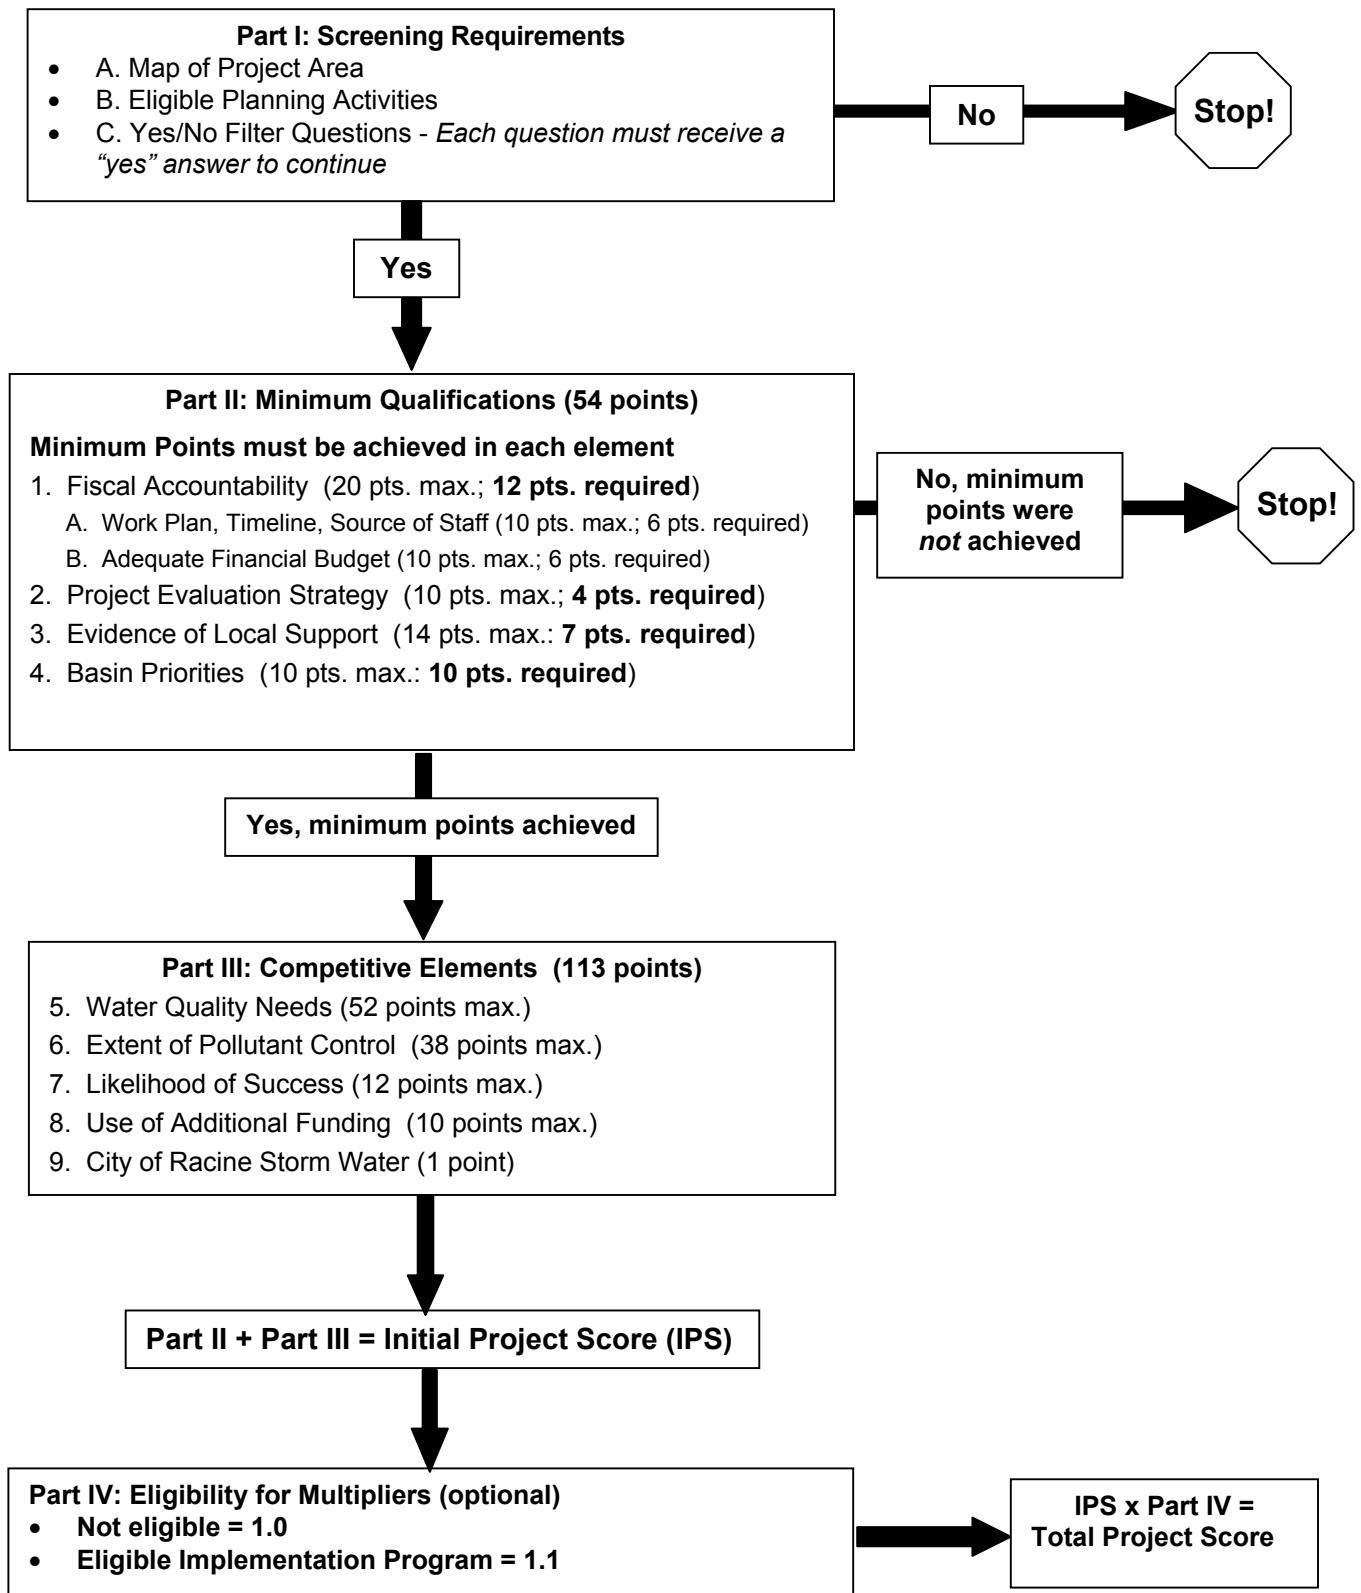 Part I: Screening Requirements
• A. Map of Project Area
• B. Eligible Planning Activities
• C. Yes/No Filter Questions - Each question must receive a
“yes” answer to continue
No
Stop!
Yes
Part II: Minimum Qualifications (54 points)
Minimum Points must be achieved in each element
1. Fiscal Accountability (20 pts. max.; 12 pts. required)
A. Work Plan, Timeline, Source of Staff (10 pts. max.; 6 pts. required)
B. Adequate Financial Budget (10 pts. max.; 6 pts. required)
2. Project Evaluation Strategy (10 pts. max.; 4 pts. required)
3. Evidence of Local Support (14 pts. max.: 7 pts. required)
4. Basin Priorities (10 pts. max.: 10 pts. required)
No, minimum
points were
not achieved
Stop!
Yes, minimum points achieved
Part III: Competitive Elements (113 points)
5. Water Quality Needs (52 points max.)
6. Extent of Pollutant Control (38 points max.)
7. Likelihood of Success (12 points max.)
8. Use of Additional Funding (10 points max.)
9. City of Racine Storm Water (1 point)
Part II + Part III = Initial Project Score (IPS)
Part IV: Eligibility for Multipliers (optional)
• Not eligible = 1.0
• Eligible Implementation Program = 1.1
IPS x Part IV =
Total Project Score